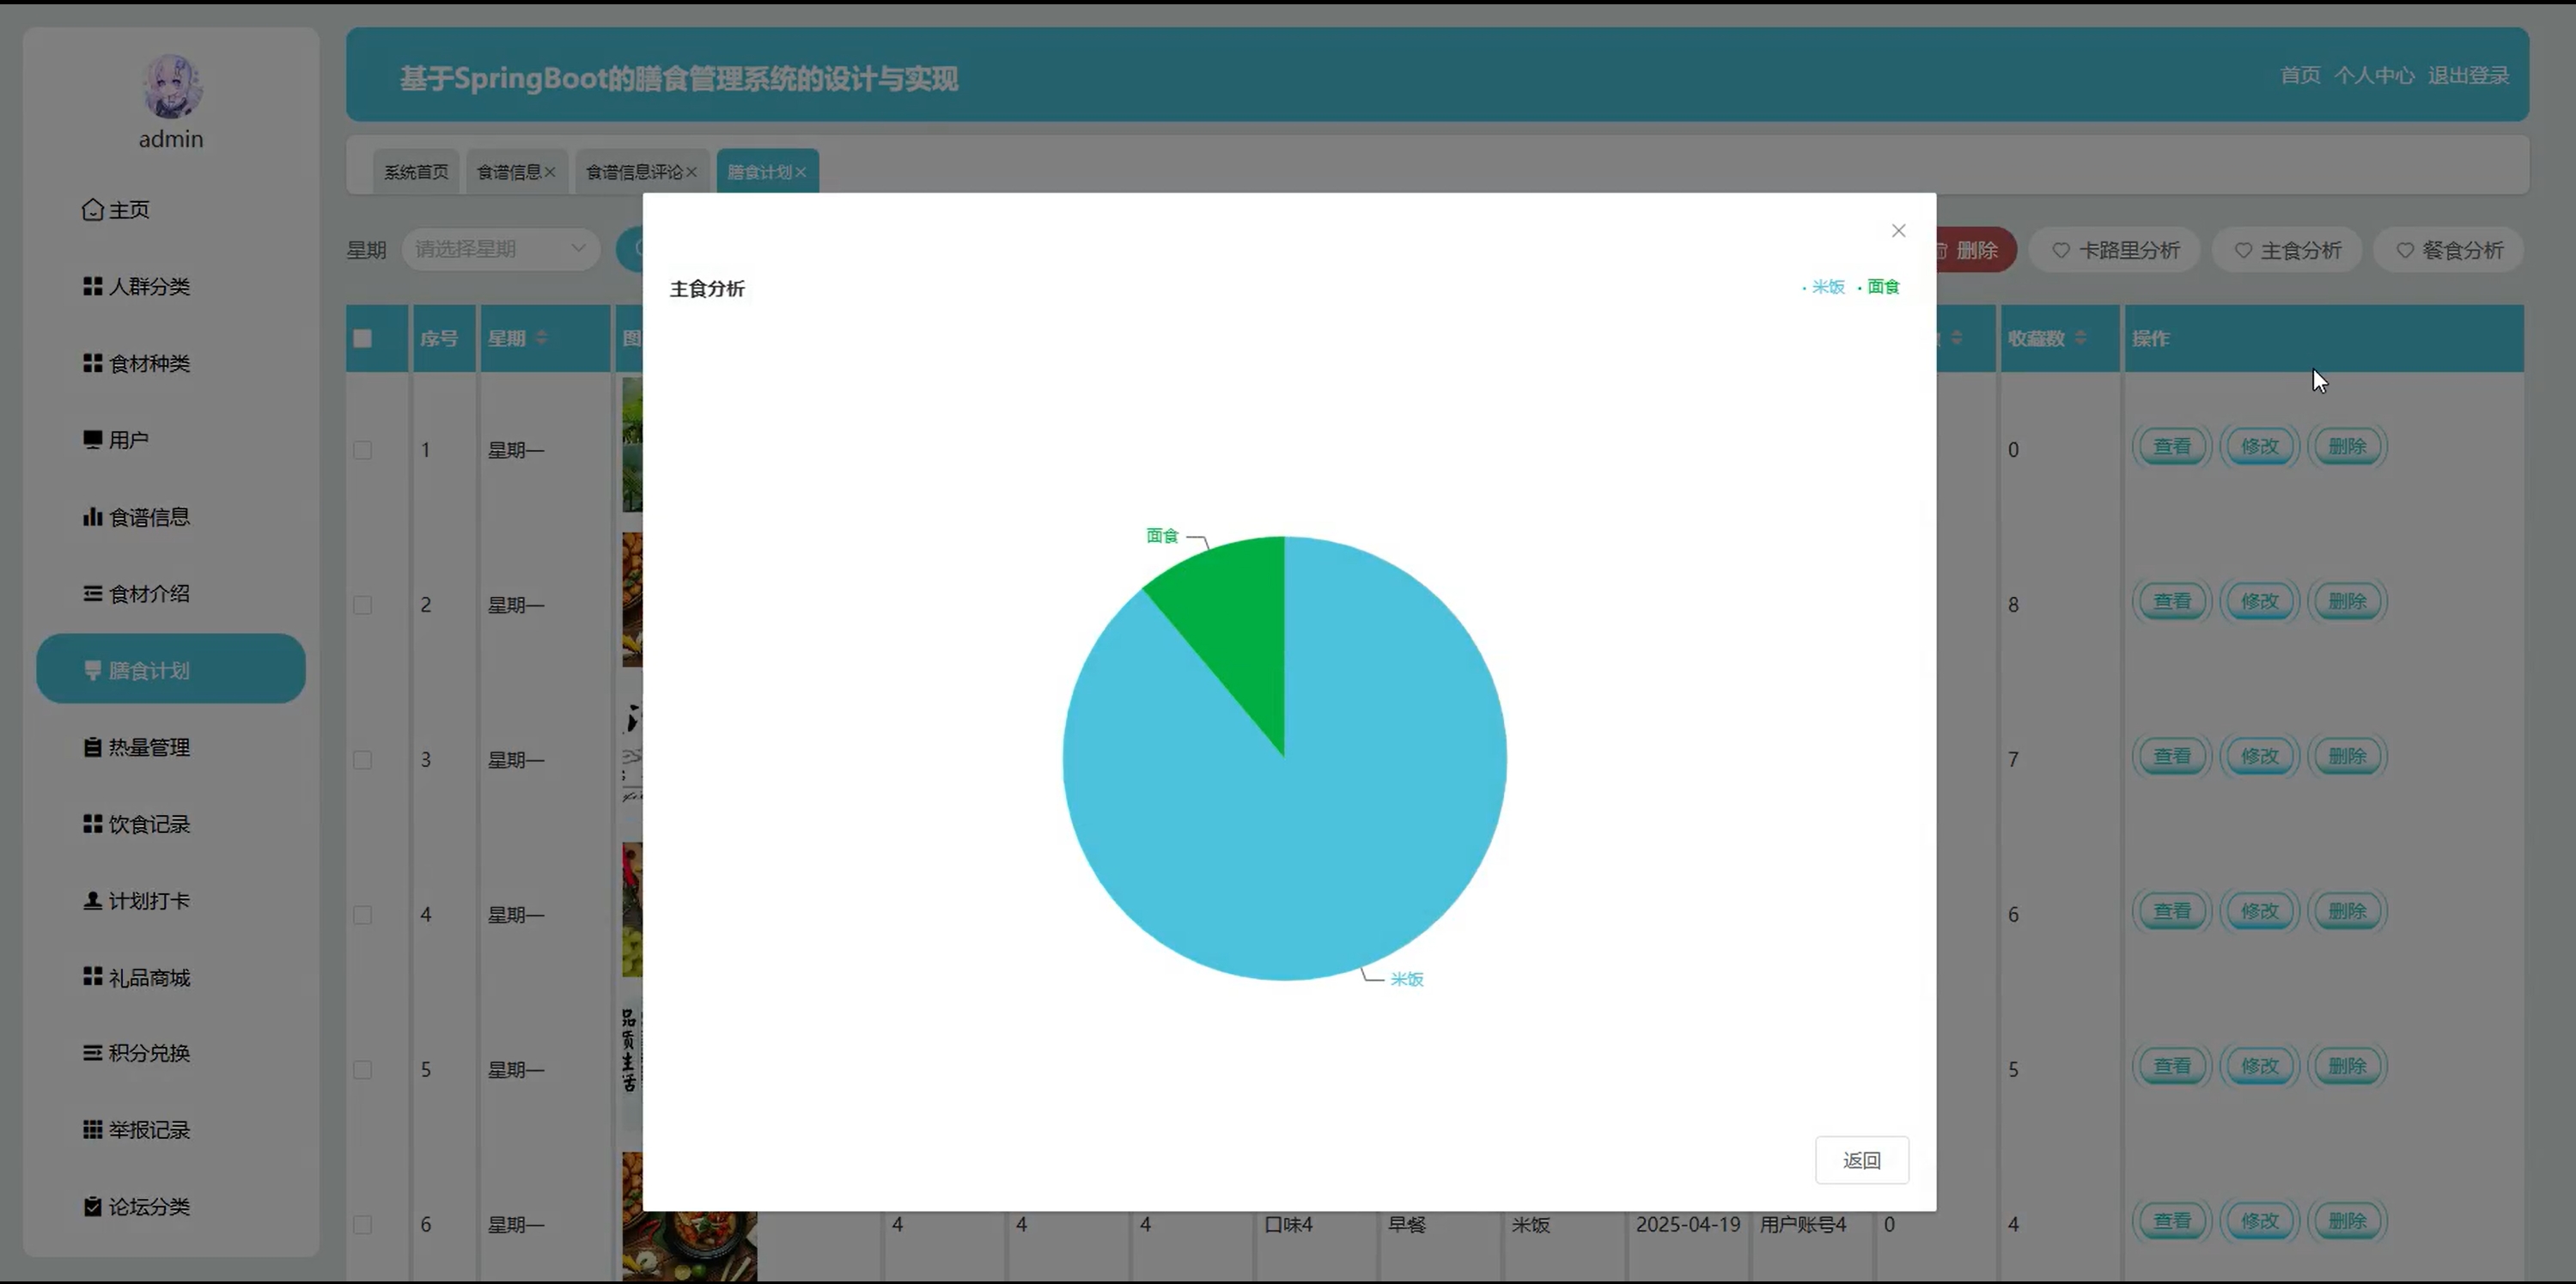 admin
主页
人群分类
食材种类
用户
食谱信息
食材介绍
膳食计划
热量管理
饮食记录
计划打卡
礼品商城
积分兑换
举报记录
论坛分类
基于SpringBoot的膳食管理系统的设计与实现
首页 个人中心 退出登录
系统首页 食谱信息 食谱信息评论 膳食计划
星期 请选择星期 删除 卡路里分析 主食分析 餐食分析
序号 星期 图 收藏数 操作
1 星期一 0 查看 修改 删除
2 星期一 8 查看 修改 删除
3 星期一 7 查看 修改 删除
4 星期一 6 查看 修改 删除
品质生活
5 星期一 5 查看 修改 删除
6 星期一 4 4 4 口味4 早餐 米饭 2025-04-19 用户账号4 0 4 查看 修改 删除
主食分析
米饭 面食
面食
米饭
返回